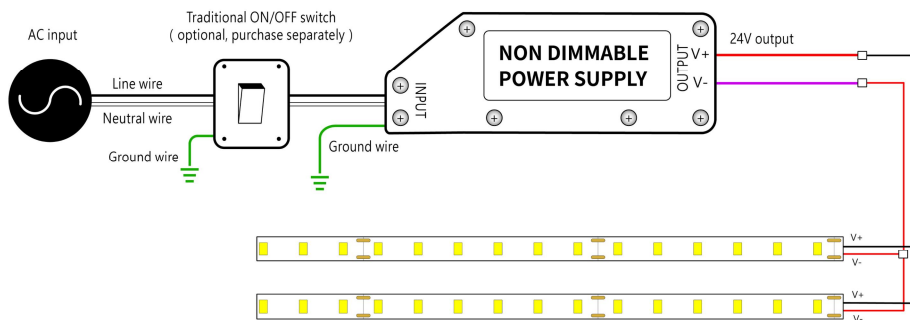 Traditional ON/OFF switch
( optional, purchase separately )
AC input
Line wire
Neutral wire
Ground wire
Ground wire
INPUT
NON DIMMABLE
POWER SUPPLY
OUTPUT
V+
V-
24V output
V+
V-
V+
V-